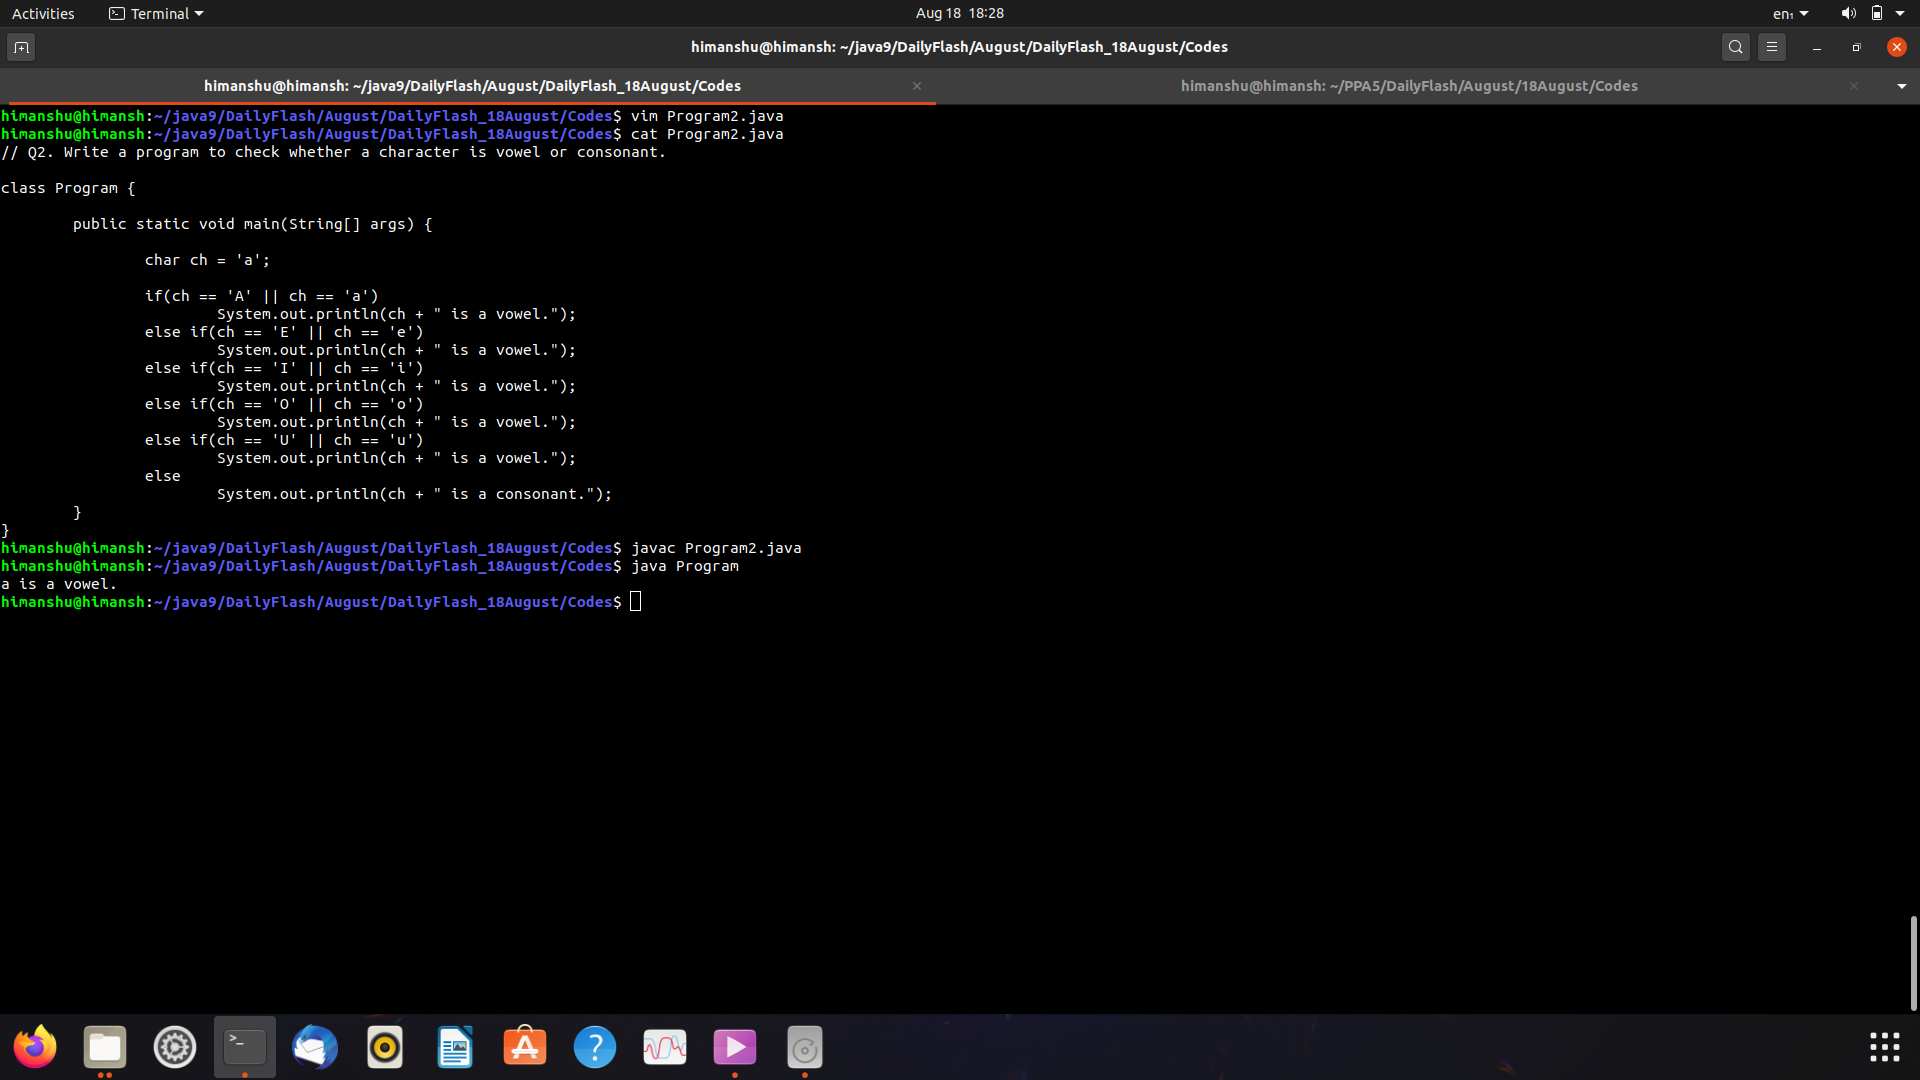 Activities Terminal Aug 18 18:28 en₁
himanshu@himansh: ~/java9/DailyFlash/August/DailyFlash_18August/Codes
himanshu@himansh: ~/java9/DailyFlash/August/DailyFlash_18August/Codes himanshu@himansh: ~/PPA5/DailyFlash/August/18August/Codes
himanshu@himansh:~/java9/DailyFlash/August/DailyFlash_18August/Codes$ vim Program2.java
himanshu@himansh:~/java9/DailyFlash/August/DailyFlash_18August/Codes$ cat Program2.java
// Q2. Write a program to check whether a character is vowel or consonant.
class Program {
public static void main(String[] args) {
char ch = 'a';
if(ch == 'A' || ch == 'a')
System.out.println(ch + " is a vowel.");
else if(ch == 'E' || ch == 'e')
System.out.println(ch + " is a vowel.");
else if(ch == 'I' || ch == 'i')
System.out.println(ch + " is a vowel.");
else if(ch == 'O' || ch == 'o')
System.out.println(ch + " is a vowel.");
else if(ch == 'U' || ch == 'u')
System.out.println(ch + " is a vowel.");
else
System.out.println(ch + " is a consonant.");
}
}
himanshu@himansh:~/java9/DailyFlash/August/DailyFlash_18August/Codes$ javac Program2.java
himanshu@himansh:~/java9/DailyFlash/August/DailyFlash_18August/Codes$ java Program
a is a vowel.
himanshu@himansh:~/java9/DailyFlash/August/DailyFlash_18August/Codes$